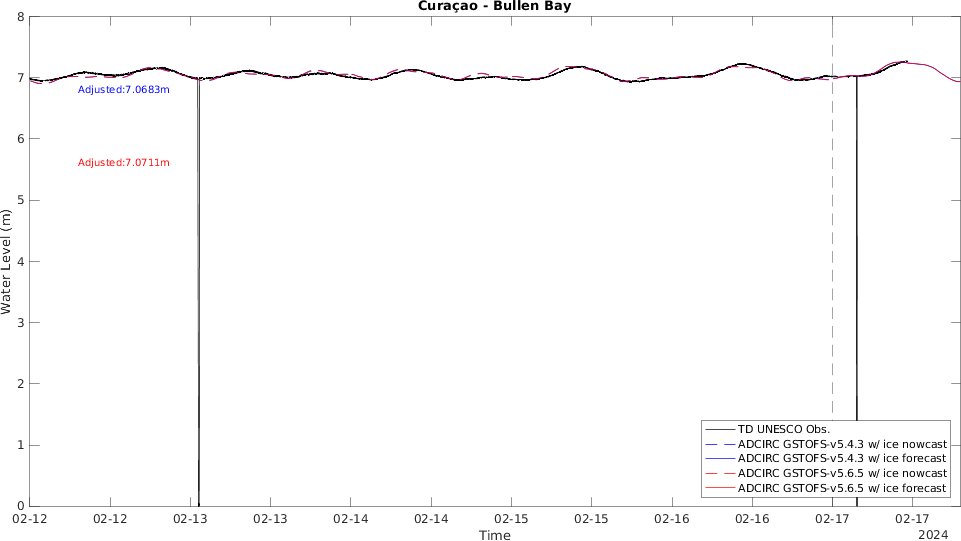 Curaçao - Bullen Bay
8
7
6
5
4
3
2
1
0
Water Level (m)
Adjusted:7.0683m
Adjusted:7.0711m
TD UNESCO Obs.
ADCIRC GSTOFS-v5.4.3 w/ ice nowcast
ADCIRC GSTOFS-v5.4.3 w/ ice forecast
ADCIRC GSTOFS-v5.6.5 w/ ice nowcast
ADCIRC GSTOFS-v5.6.5 w/ ice forecast
02-12 02-12 02-13 02-13 02-14 02-14 02-15 02-15 02-16 02-16 02-17 02-17
Time
2024